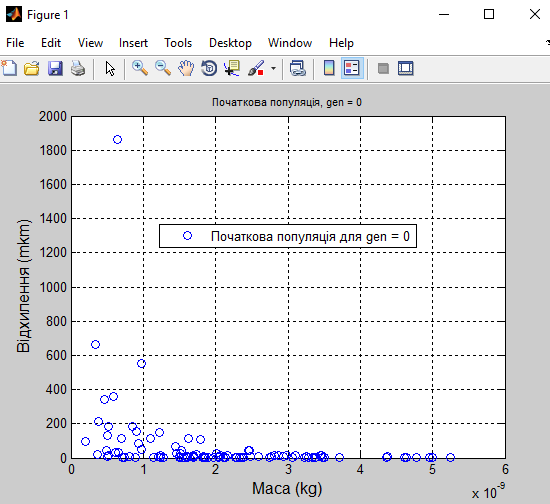 Figure 1
File Edit View Insert Tools Desktop Window Help
Початкова популяція, gen = 0
2000
1800
1600
1400
1200
1000
800
600
400
200
0
Відхипення (mkm)
Початкова популяція для gen = 0
0 1 2 3 4 5 6
x 10⁻⁹
Маса (kg)